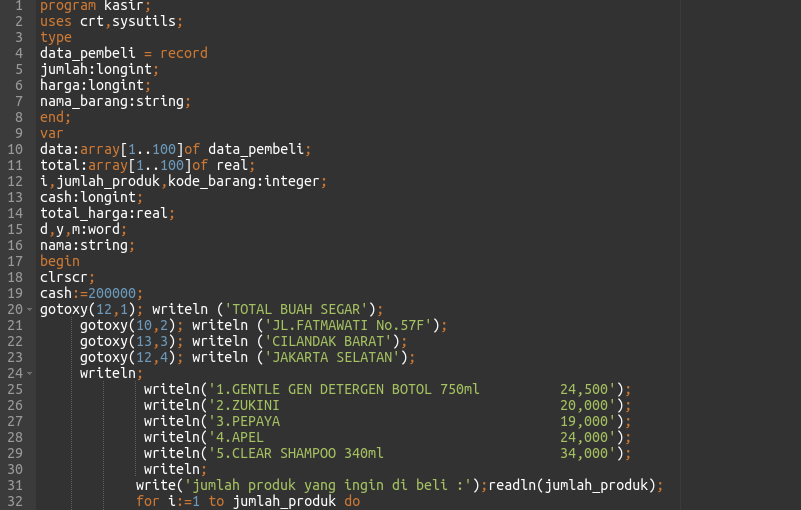 1 program kasir;
2 uses crt,sysutils;
3 type
4 data_pembeli = record
5 jumlah:longint;
6 harga:longint;
7 nama_barang:string;
8 end;
9 var
10 data:array[1..100]of data_pembeli;
11 total:array[1..100]of real;
12 i,jumlah_produk,kode_barang:integer;
13 cash:longint;
14 total_harga:real;
15 d,y,m:word;
16 nama:string;
17 begin
18 clrscr;
19 cash:=200000;
20 gotoxy(12,1); writeln ('TOTAL BUAH SEGAR');
21 gotoxy(10,2); writeln ('JL.FATMAWATI No.57F');
22 gotoxy(13,3); writeln ('CILANDAK BARAT');
23 gotoxy(12,4); writeln ('JAKARTA SELATAN');
24 writeln;
25 writeln('1.GENTLE GEN DETERGEN BOTOL 750ml          24,500');
26 writeln('2.ZUKINI                                   20,000');
27 writeln('3.PEPAYA                                   19,000');
28 writeln('4.APEL                                     24,000');
29 writeln('5.CLEAR SHAMPOO 340ml                      34,000');
30 writeln;
31 write('jumlah produk yang ingin di beli :');readln(jumlah_produk);
32 for i:=1 to jumlah_produk do